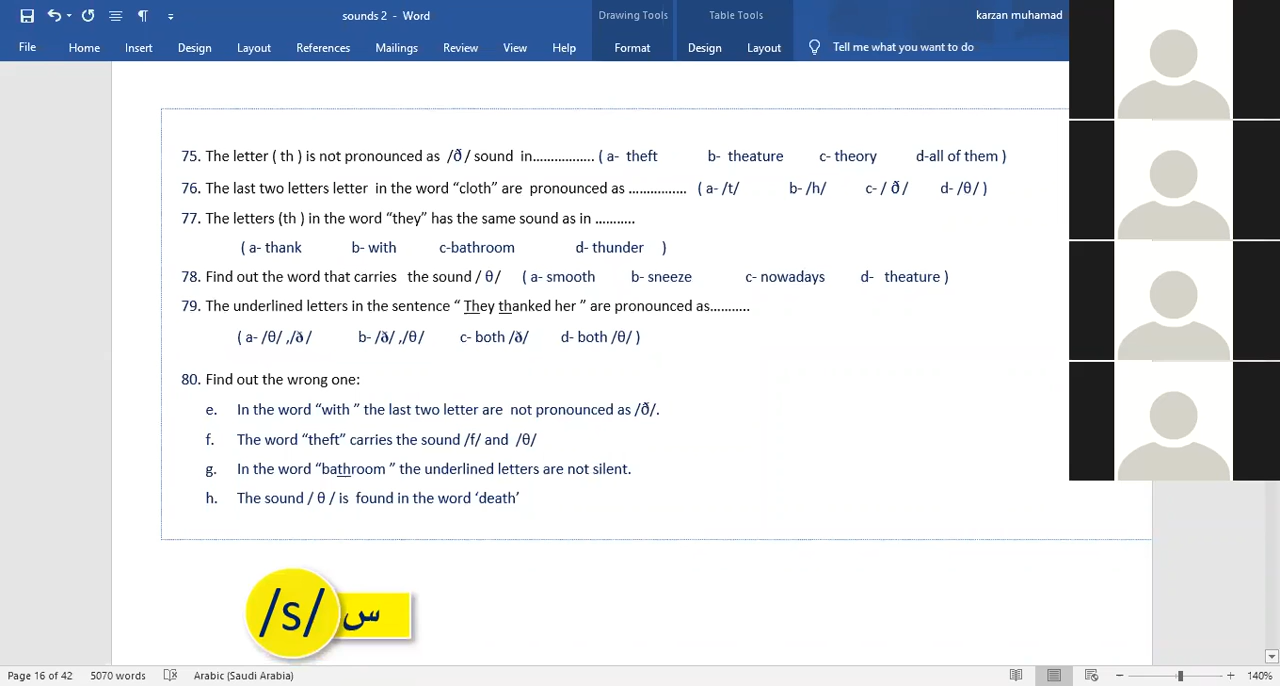 sounds 2 - Word
Drawing Tools
Table Tools
karzan muhamad
File Home Insert Design Layout References Mailings Review View Help Format Design Layout Tell me what you want to do
75. The letter ( th ) is not pronounced as /ð/ sound in................ ( a- theft b- theature c- theory d-all of them )
76. The last two letters letter in the word “cloth” are pronounced as ............... ( a- /t/ b- /h/ c- / ð / d- /θ/ )
77. The letters (th ) in the word “they” has the same sound as in ...........
( a- thank b- with c-bathroom d- thunder )
78. Find out the word that carries the sound / θ/ ( a- smooth b- sneeze c- nowadays d- theature )
79. The underlined letters in the sentence “ They thanked her ” are pronounced as...........
( a- /θ/ ,/ð/ b- /ð/ ,/θ/ c- both /ð/ d- both /θ/ )
80. Find out the wrong one:
e. In the word “with ” the last two letter are not pronounced as /ð/.
f. The word “theft” carries the sound /f/ and /θ/
g. In the word “bathroom ” the underlined letters are not silent.
h. The sound / θ / is found in the word ‘death’
/s/ س
Page 16 of 42 5070 words Arabic (Saudi Arabia) 140%